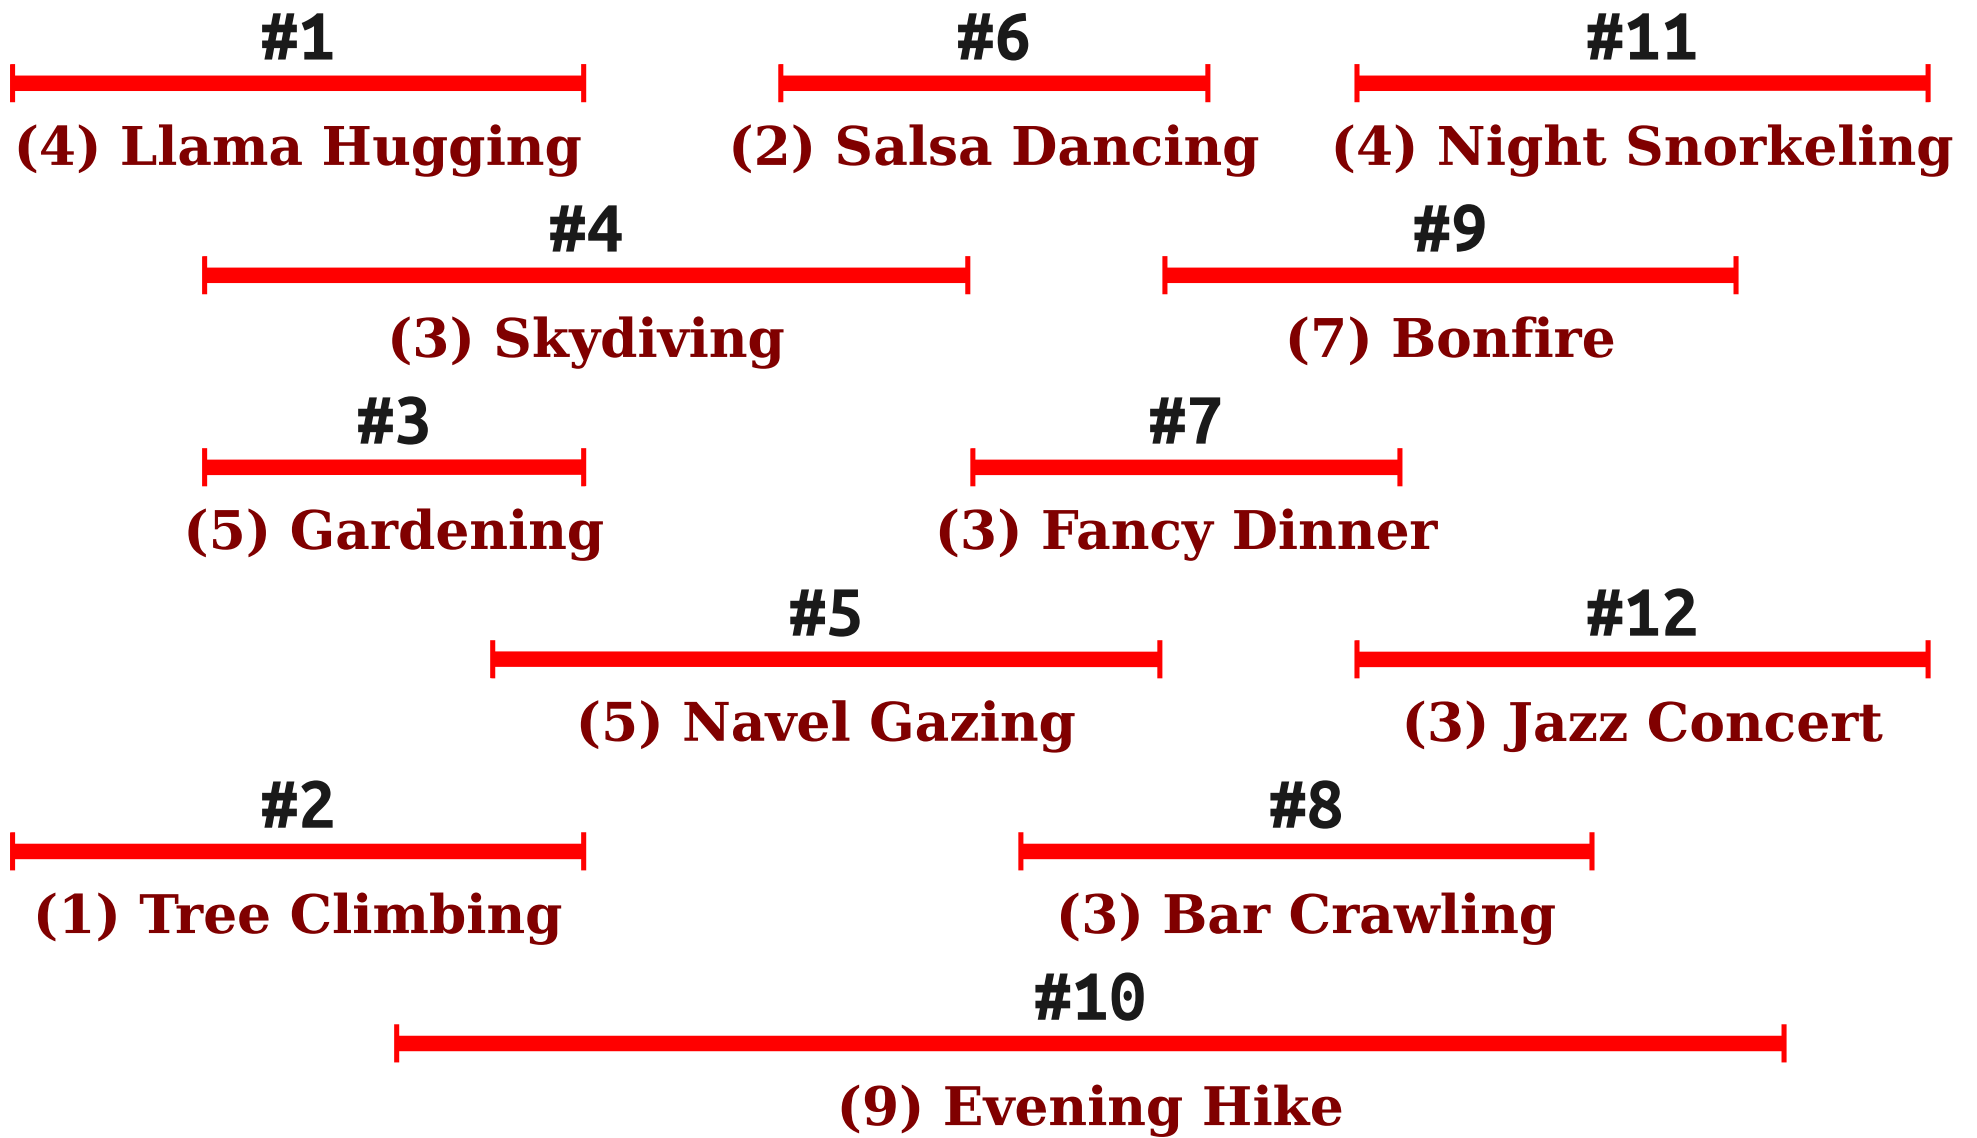 #1 #6 #11
(4) Llama Hugging (2) Salsa Dancing (4) Night Snorkeling
#4 #9
(3) Skydiving (7) Bonfire
#3 #7
(5) Gardening (3) Fancy Dinner
#5 #12
(5) Navel Gazing (3) Jazz Concert
#2 #8
(1) Tree Climbing (3) Bar Crawling
#10
(9) Evening Hike